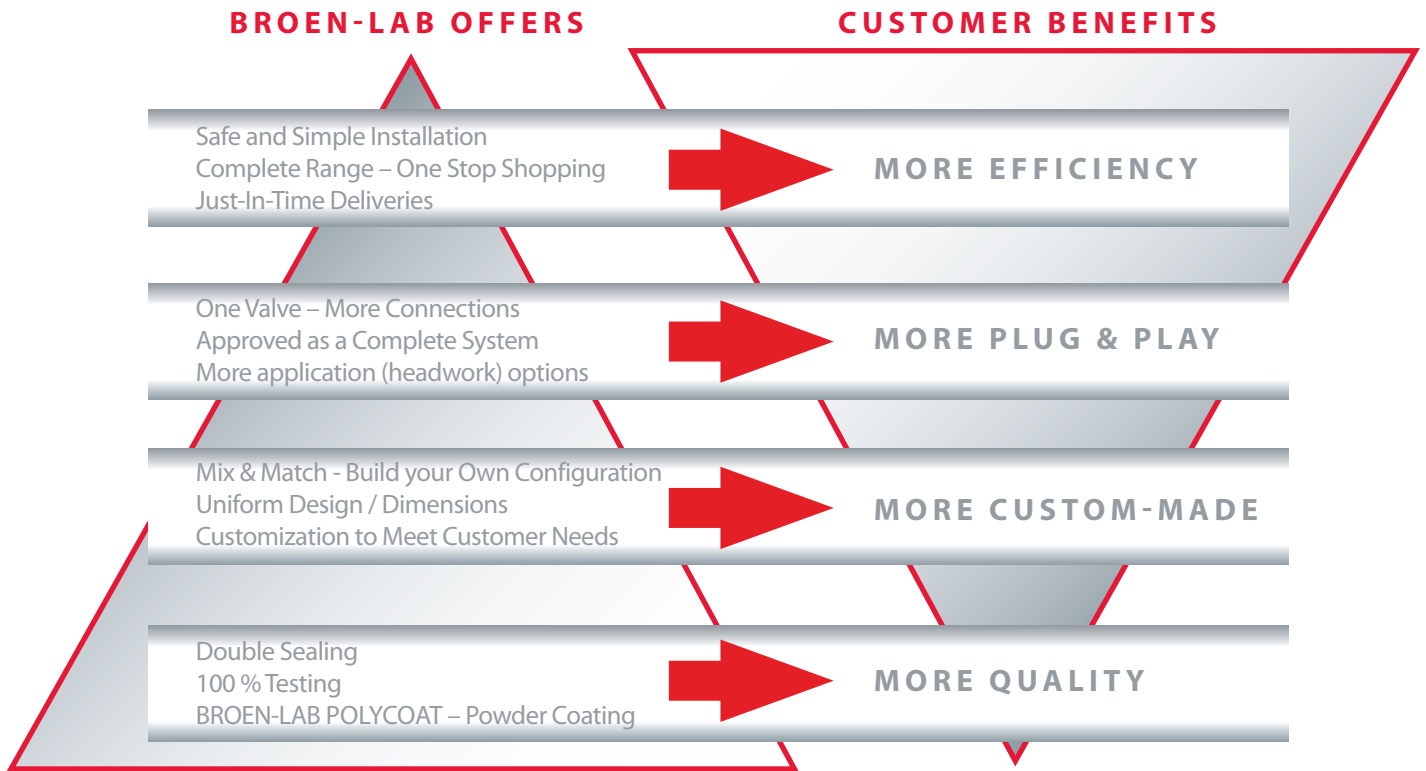 BROEN-LAB OFFERS
CUSTOMER BENEFITS
Safe and Simple Installation
Complete Range – One Stop Shopping
Just-In-Time Deliveries
MORE EFFICIENCY
One Valve – More Connections
Approved as a Complete System
More application (headwork) options
MORE PLUG & PLAY
Mix & Match - Build your Own Configuration
Uniform Design / Dimensions
Customization to Meet Customer Needs
MORE CUSTOM-MADE
Double Sealing
100 % Testing
BROEN-LAB POLYCOAT – Powder Coating
MORE QUALITY